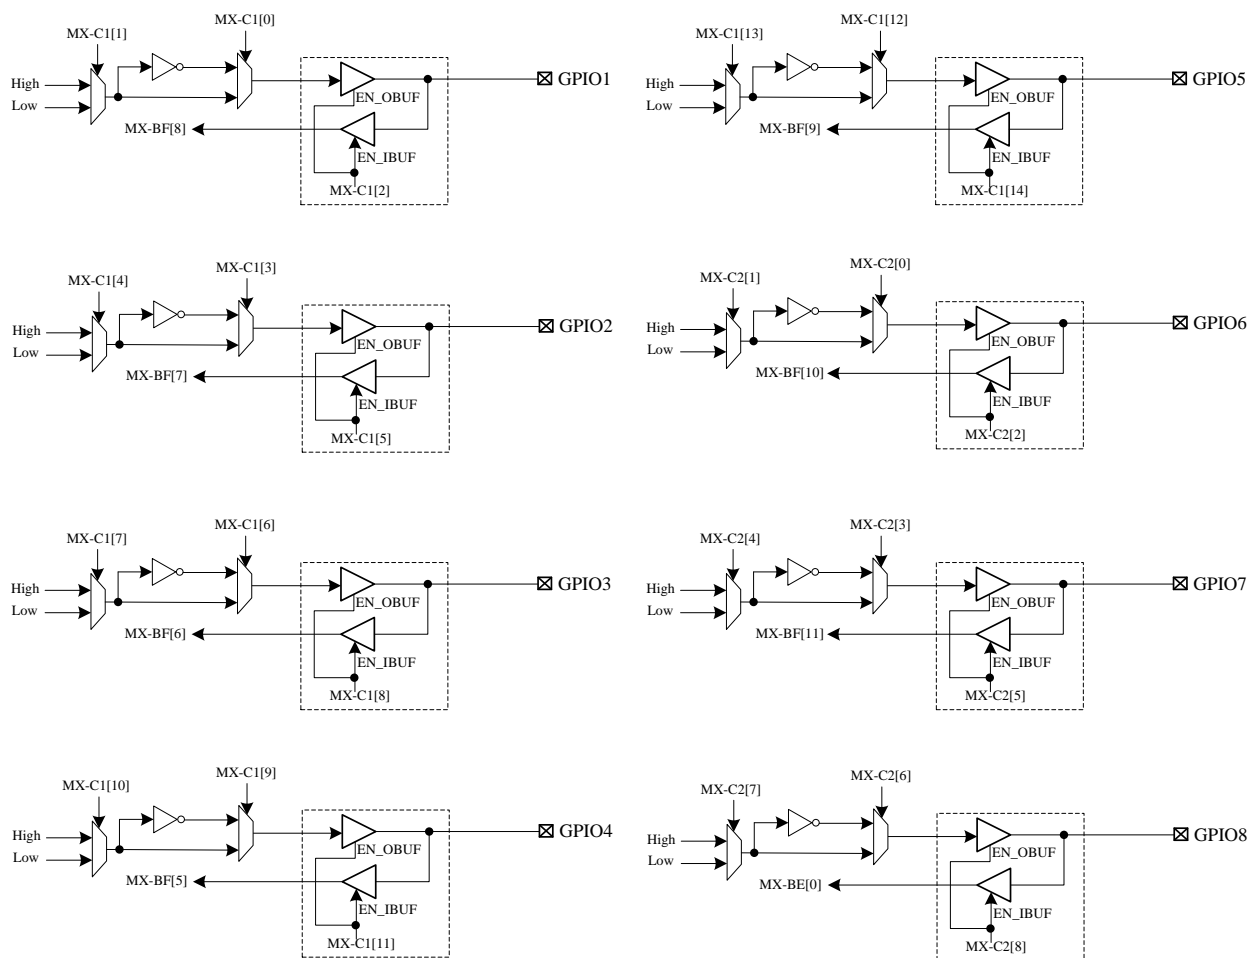 MX-C1[0]
MX-C1[1]
High
Low
GPIO1
EN_OBUF
MX-BF[8]
EN_IBUF
MX-C1[2]
MX-C1[12]
MX-C1[13]
High
Low
GPIO5
EN_OBUF
MX-BF[9]
EN_IBUF
MX-C1[14]
MX-C1[3]
MX-C1[4]
High
Low
GPIO2
EN_OBUF
MX-BF[7]
EN_IBUF
MX-C1[5]
MX-C2[0]
MX-C2[1]
High
Low
GPIO6
EN_OBUF
MX-BF[10]
EN_IBUF
MX-C2[2]
MX-C1[6]
MX-C1[7]
High
Low
GPIO3
EN_OBUF
MX-BF[6]
EN_IBUF
MX-C1[8]
MX-C2[3]
MX-C2[4]
High
Low
GPIO7
EN_OBUF
MX-BF[11]
EN_IBUF
MX-C2[5]
MX-C1[9]
MX-C1[10]
High
Low
GPIO4
EN_OBUF
MX-BF[5]
EN_IBUF
MX-C1[11]
MX-C2[6]
MX-C2[7]
High
Low
GPIO8
EN_OBUF
MX-BE[0]
EN_IBUF
MX-C2[8]